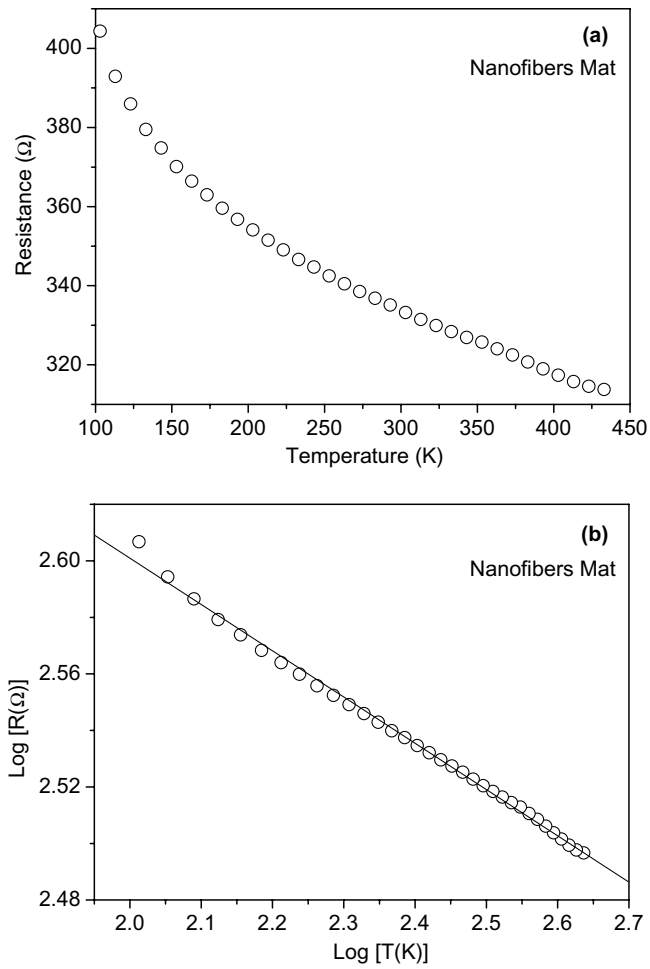 (a)
Nanofibers Mat
400
380
360
340
320
Resistance (Ω)
100 150 200 250 300 350 400 450
Temperature (K)
(b)
Nanofibers Mat
2.60
2.56
2.52
2.48
Log [R(Ω)]
2.0 2.1 2.2 2.3 2.4 2.5 2.6 2.7
Log [T(K)]